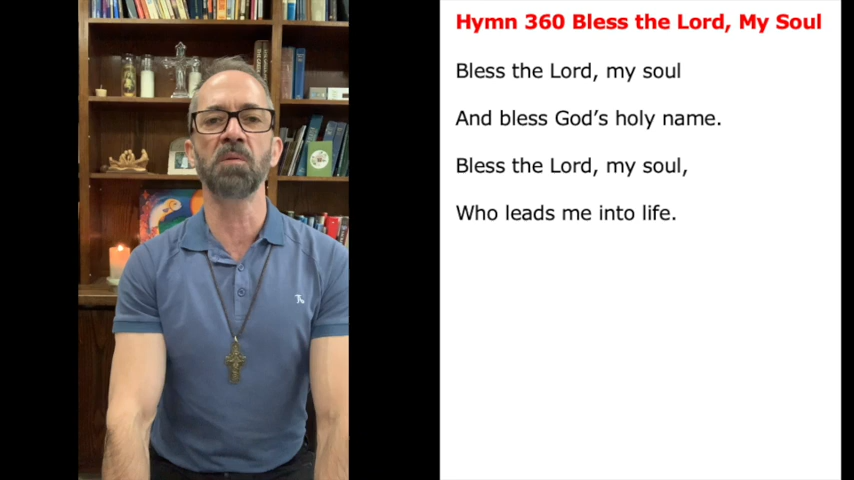 Hymn 360 Bless the Lord, My Soul
Bless the Lord, my soul
And bless God’s holy name.
Bless the Lord, my soul,
Who leads me into life.